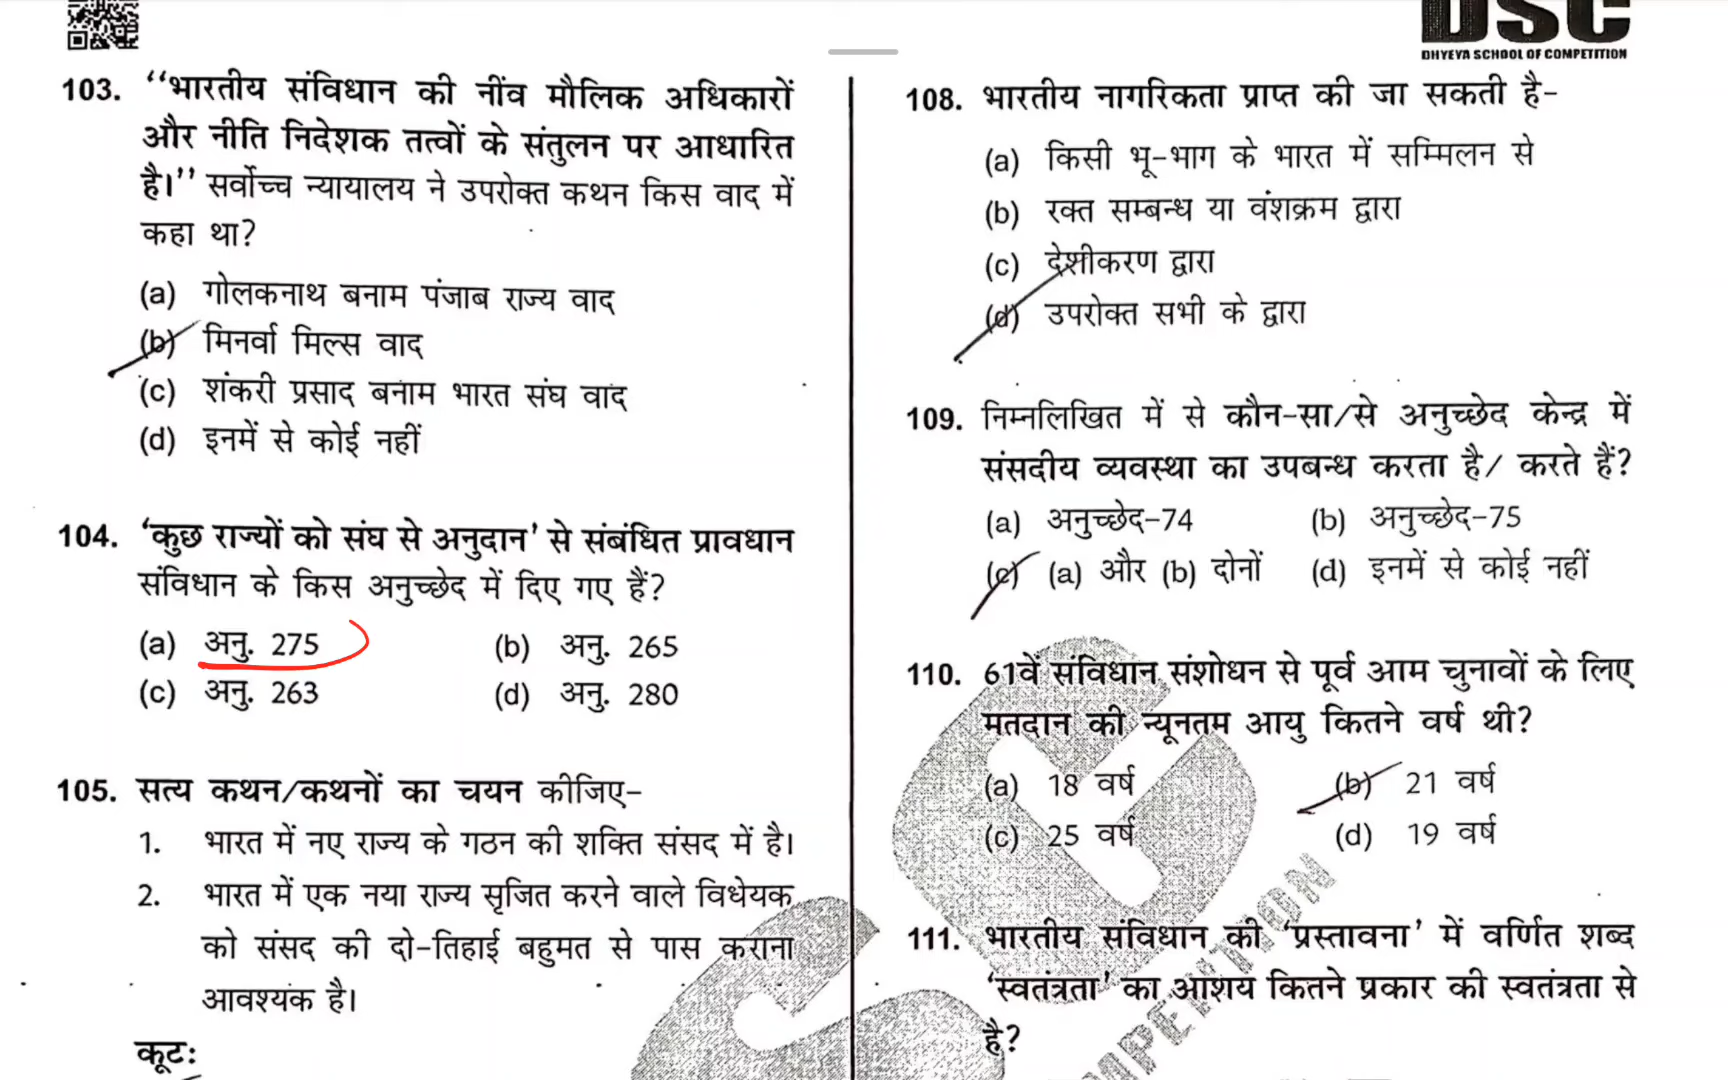 DSC
DHYEYA SCHOOL OF COMPETITION
103. ‘‘भारतीय संविधान की नींव मौलिक अधिकारों
और नीति निदेशक तत्वों के संतुलन पर आधारित
है।’’ सर्वोच्च न्यायालय ने उपरोक्त कथन किस वाद में
कहा था?
(a) गोलकनाथ बनाम पंजाब राज्य वाद
(b) मिनर्वा मिल्स वाद
(c) शंकरी प्रसाद बनाम भारत संघ वाद
(d) इनमें से कोई नहीं
104. ‘कुछ राज्यों को संघ से अनुदान’ से संबंधित प्रावधान
संविधान के किस अनुच्छेद में दिए गए हैं?
(a) अनु. 275 (b) अनु. 265
(c) अनु. 263 (d) अनु. 280
105. सत्य कथन/कथनों का चयन कीजिए-
1. भारत में नए राज्य के गठन की शक्ति संसद में है।
2. भारत में एक नया राज्य सृजित करने वाले विधेयक
को संसद की दो-तिहाई बहुमत से पास कराना
आवश्यक है।
कूटः
108. भारतीय नागरिकता प्राप्त की जा सकती है-
(a) किसी भू-भाग के भारत में सम्मिलन से
(b) रक्त सम्बन्ध या वंशक्रम द्वारा
(c) देशीकरण द्वारा
(d) उपरोक्त सभी के द्वारा
109. निम्नलिखित में से कौन-सा/से अनुच्छेद केन्द्र में
संसदीय व्यवस्था का उपबन्ध करता है/ करते हैं?
(a) अनुच्छेद-74 (b) अनुच्छेद-75
(c) (a) और (b) दोनों (d) इनमें से कोई नहीं
110. 61वें संविधान संशोधन से पूर्व आम चुनावों के लिए
मतदान की न्यूनतम आयु कितने वर्ष थी?
(a) 18 वर्ष (b) 21 वर्ष
(c) 25 वर्ष (d) 19 वर्ष
111. भारतीय संविधान की ‘प्रस्तावना’ में वर्णित शब्द
‘स्वतंत्रता’ का आशय कितने प्रकार की स्वतंत्रता से
है?